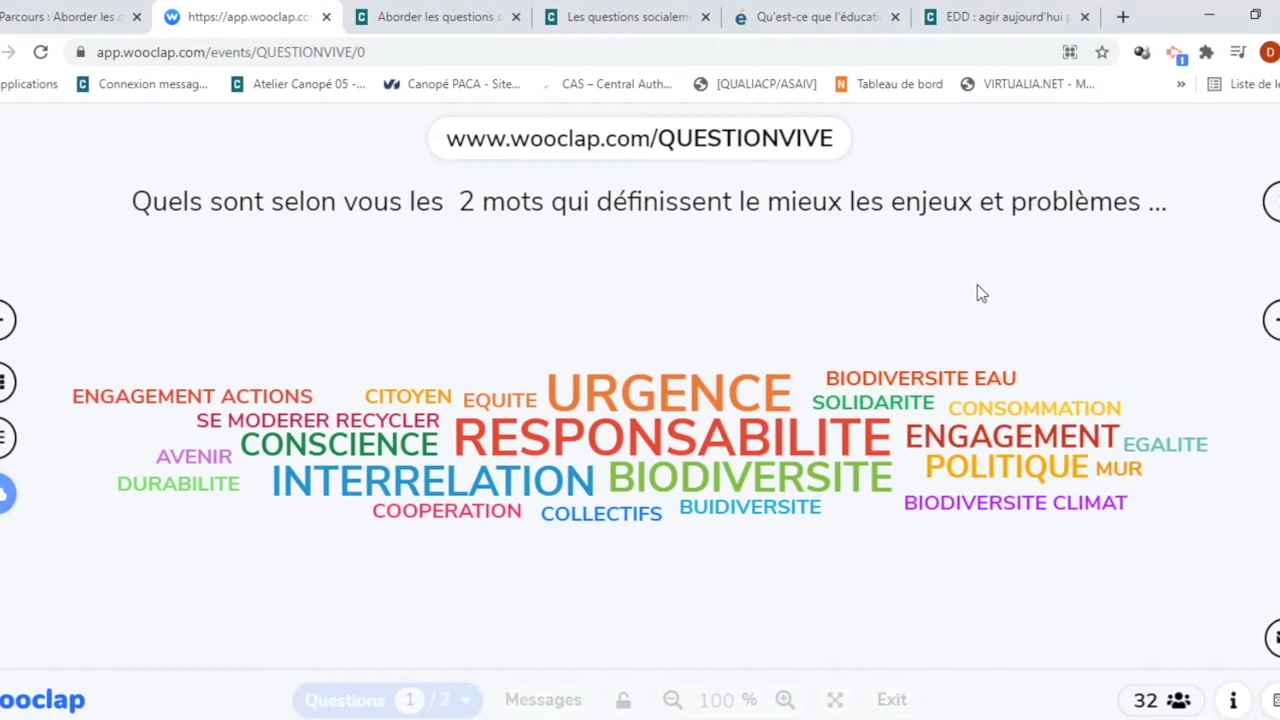 Parcours : Aborder les q
https://app.wooclap.com
Aborder les questions s
Les questions socialem
Qu'est-ce que l'éducati
EDD : agir aujourd'hui p
app.wooclap.com/events/QUESTIONVIVE/0
D
1
pplications
Connexion messag...
Atelier Canopé 05 -...
Canopé PACA - Site...
CAS – Central Auth...
[QUALIACP/ASAIV]
Tableau de bord
VIRTUALIA.NET - M...
»
Liste de le
www.wooclap.com/QUESTIONVIVE
Quels sont selon vous les 2 mots qui définissent le mieux les enjeux et problèmes ...
ENGAGEMENT ACTIONS
CITOYEN
EQUITE
URGENCE
BIODIVERSITE EAU
SOLIDARITE
CONSOMMATION
SE MODERER RECYCLER
CONSCIENCE
RESPONSABILITE
ENGAGEMENT
EGALITE
AVENIR
INTERRELATION
BIODIVERSITE
POLITIQUE
MUR
DURABILITE
COOPERATION
COLLECTIFS
BUIDIVERSITE
BIODIVERSITE CLIMAT
ooclap
Questions 1 / 2
Messages
100 %
Exit
32